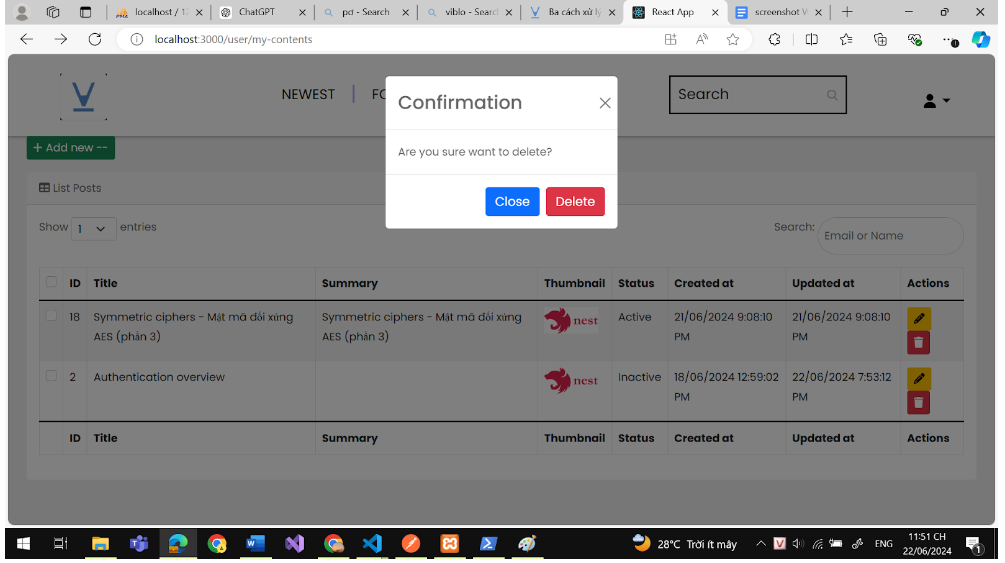 localhost / 12
ChatGPT
pơ - Search
viblo - Search
Ba cách xử lý
React App
screenshot V
localhost:3000/user/my-contents
NEWEST
Search
Confirmation
Are you sure want to delete?
Close Delete
+ Add new --
List Posts
Show 1 entries
Search: Email or Name
ID Title Summary Thumbnail Status Created at Updated at Actions
18 Symmetric ciphers - Mật mã đối xứng Symmetric ciphers - Mật mã đối xứng nest Active 21/06/2024 9:08:10 21/06/2024 9:08:10
AES (phần 3) AES (phần 3) PM PM
2 Authentication overview nest Inactive 18/06/2024 12:59:02 22/06/2024 7:53:12
PM PM
ID Title Summary Thumbnail Status Created at Updated at Actions
28°C Trời ít mây ENG 11:51 CH
22/06/2024
1